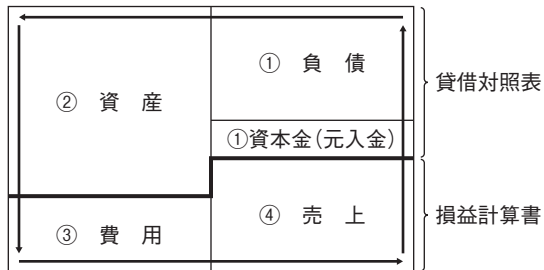 ① 負 債
② 資 産
①資本金(元入金)
貸借対照表
③ 費 用
④ 売 上
損益計算書